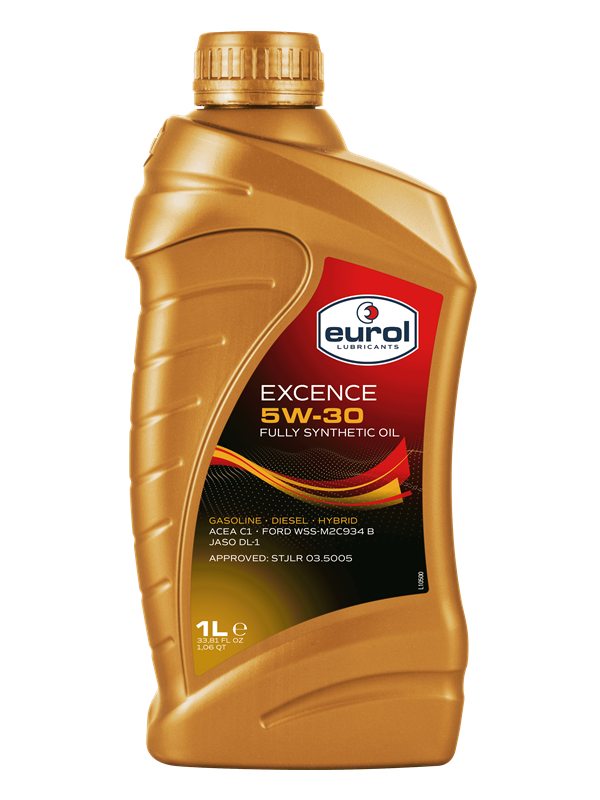 eurol
LUBRICANTS
EXCENCE
5W-30
FULLY SYNTHETIC OIL
GASOLINE · DIESEL · HYBRID
ACEA C1 · FORD WSS-M2C934 B
JASO DL-1
APPROVED: STJLR 03.5005
L10500
1L ℮
33,81 FL OZ
1,06 QT